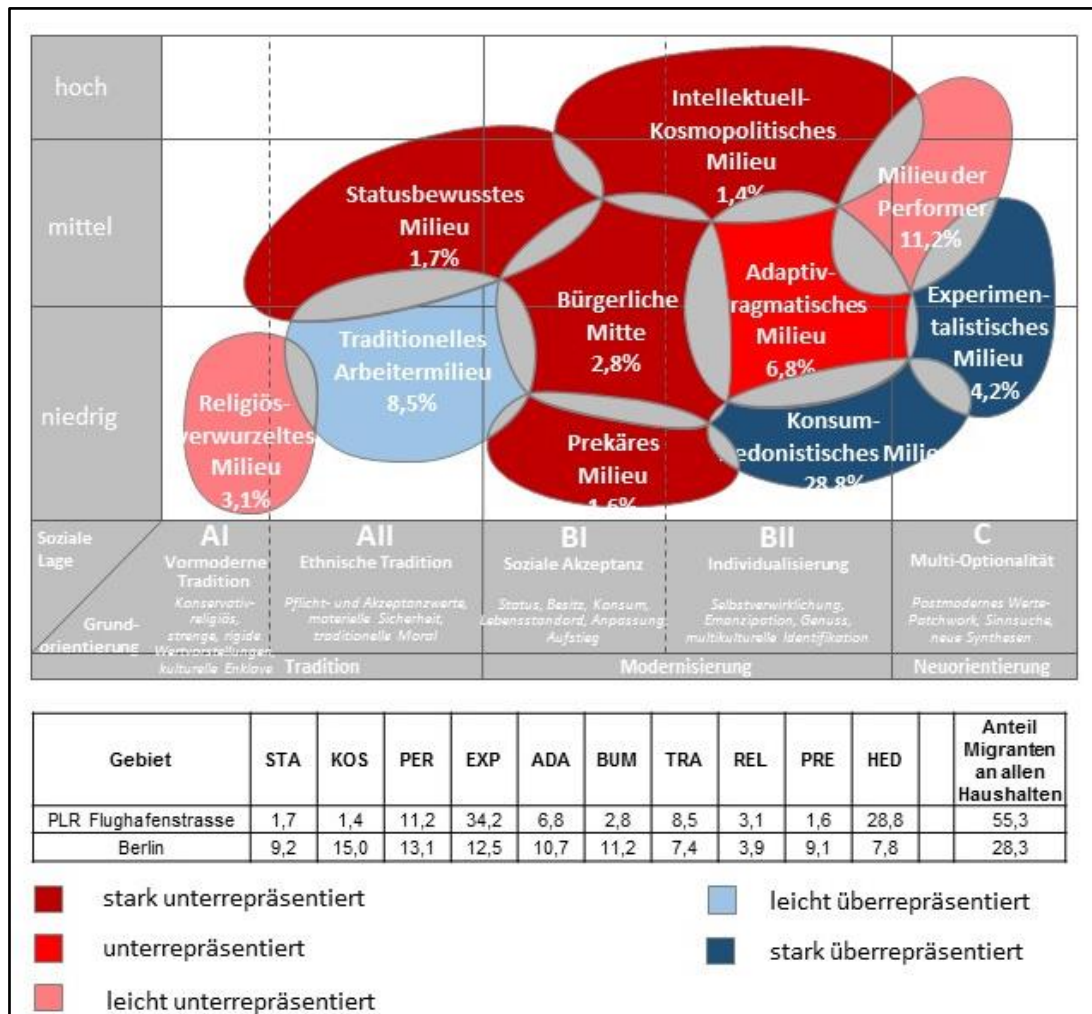 hoch
mittel
niedrig
Intellektuell-
Kosmopolitisches
Milieu
1,4%
Statusbewusstes
Milieu
1,7%
Milieu der
Performer
11,2%
Adaptiv-
ragmatisches
Milieu
6,8%
Bürgerliche
Mitte
2,8%
Experimen-
talistisches
Milieu
4,2%
Traditionelles
Arbeitermilieu
8,5%
Religiös-
verwurzeltes
Milieu
3,1%
Prekäres
Milieu
1,6%
Konsum-
edonistisches Milie
28,8%
Soziale
Lage
Grund-
orientierung
AI
Vormoderne
Tradition
Konservativ-
religiös,
strenge, rigide
Wertvorstellungen,
kulturelle Enklave
AII
Ethnische Tradition
Pflicht- und Akzeptanzwerte,
materielle Sicherheit,
traditionelle Moral
BI
Soziale Akzeptanz
Status, Besitz, Konsum,
Lebensstandard, Anpassung,
Aufstieg
BII
Individualisierung
Selbstverwirklichung,
Emanzipation, Genuss,
multikulturelle Identifikation
C
Multi-Optionalität
Postmodernes Werte-
Patchwork, Sinnsuche,
neue Synthesen
Tradition Modernisierung Neuorientierung
Gebiet STA KOS PER EXP ADA BUM TRA REL PRE HED Anteil
Migranten
an allen
Haushalten
PLR Flughafenstrasse 1,7 1,4 11,2 34,2 6,8 2,8 8,5 3,1 1,6 28,8 55,3
Berlin 9,2 15,0 13,1 12,5 10,7 11,2 7,4 3,9 9,1 7,8 28,3
stark unterrepräsentiert
unterrepräsentiert
leicht unterrepräsentiert
leicht überrepräsentiert
stark überrepräsentiert